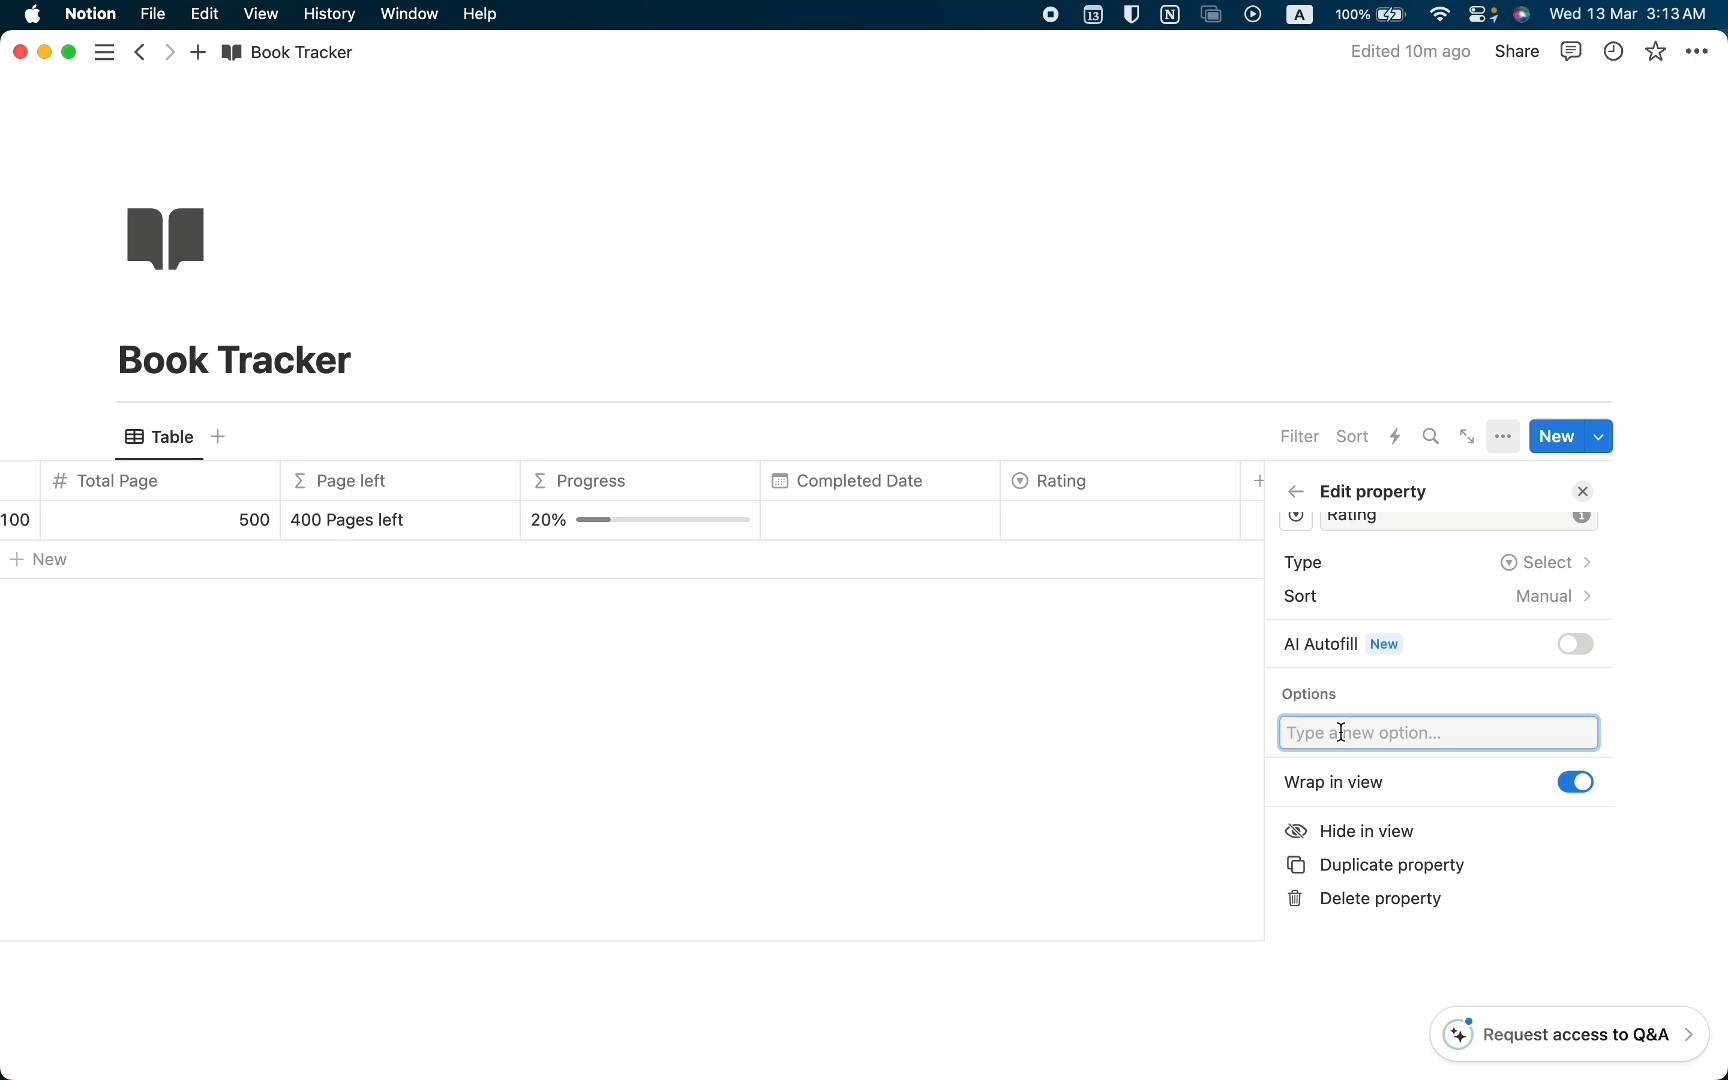 Notion File Edit View History Window Help 13 A 100% Wed 13 Mar 3:13 AM
Book Tracker Edited 10m ago Share
Book Tracker
Table Filter Sort New
# Total Page Σ Page left Σ Progress Completed Date Rating
100 500 400 Pages left 20%
+ New
Edit property
Rating
Type Select
Sort Manual
AI Autofill New
Options
Type a new option...
Wrap in view
Hide in view
Duplicate property
Delete property
Request access to Q&A